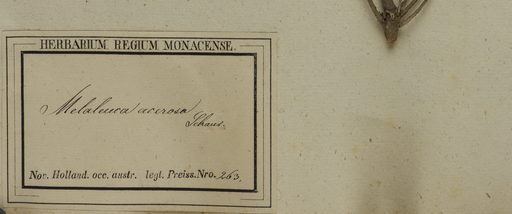 HERBARIUM REGIUM MONACENSE.
Melaleuca acerosa
Schauer.
Nov. Holland. occ. austr. legt. Preiss. Nro. 263.